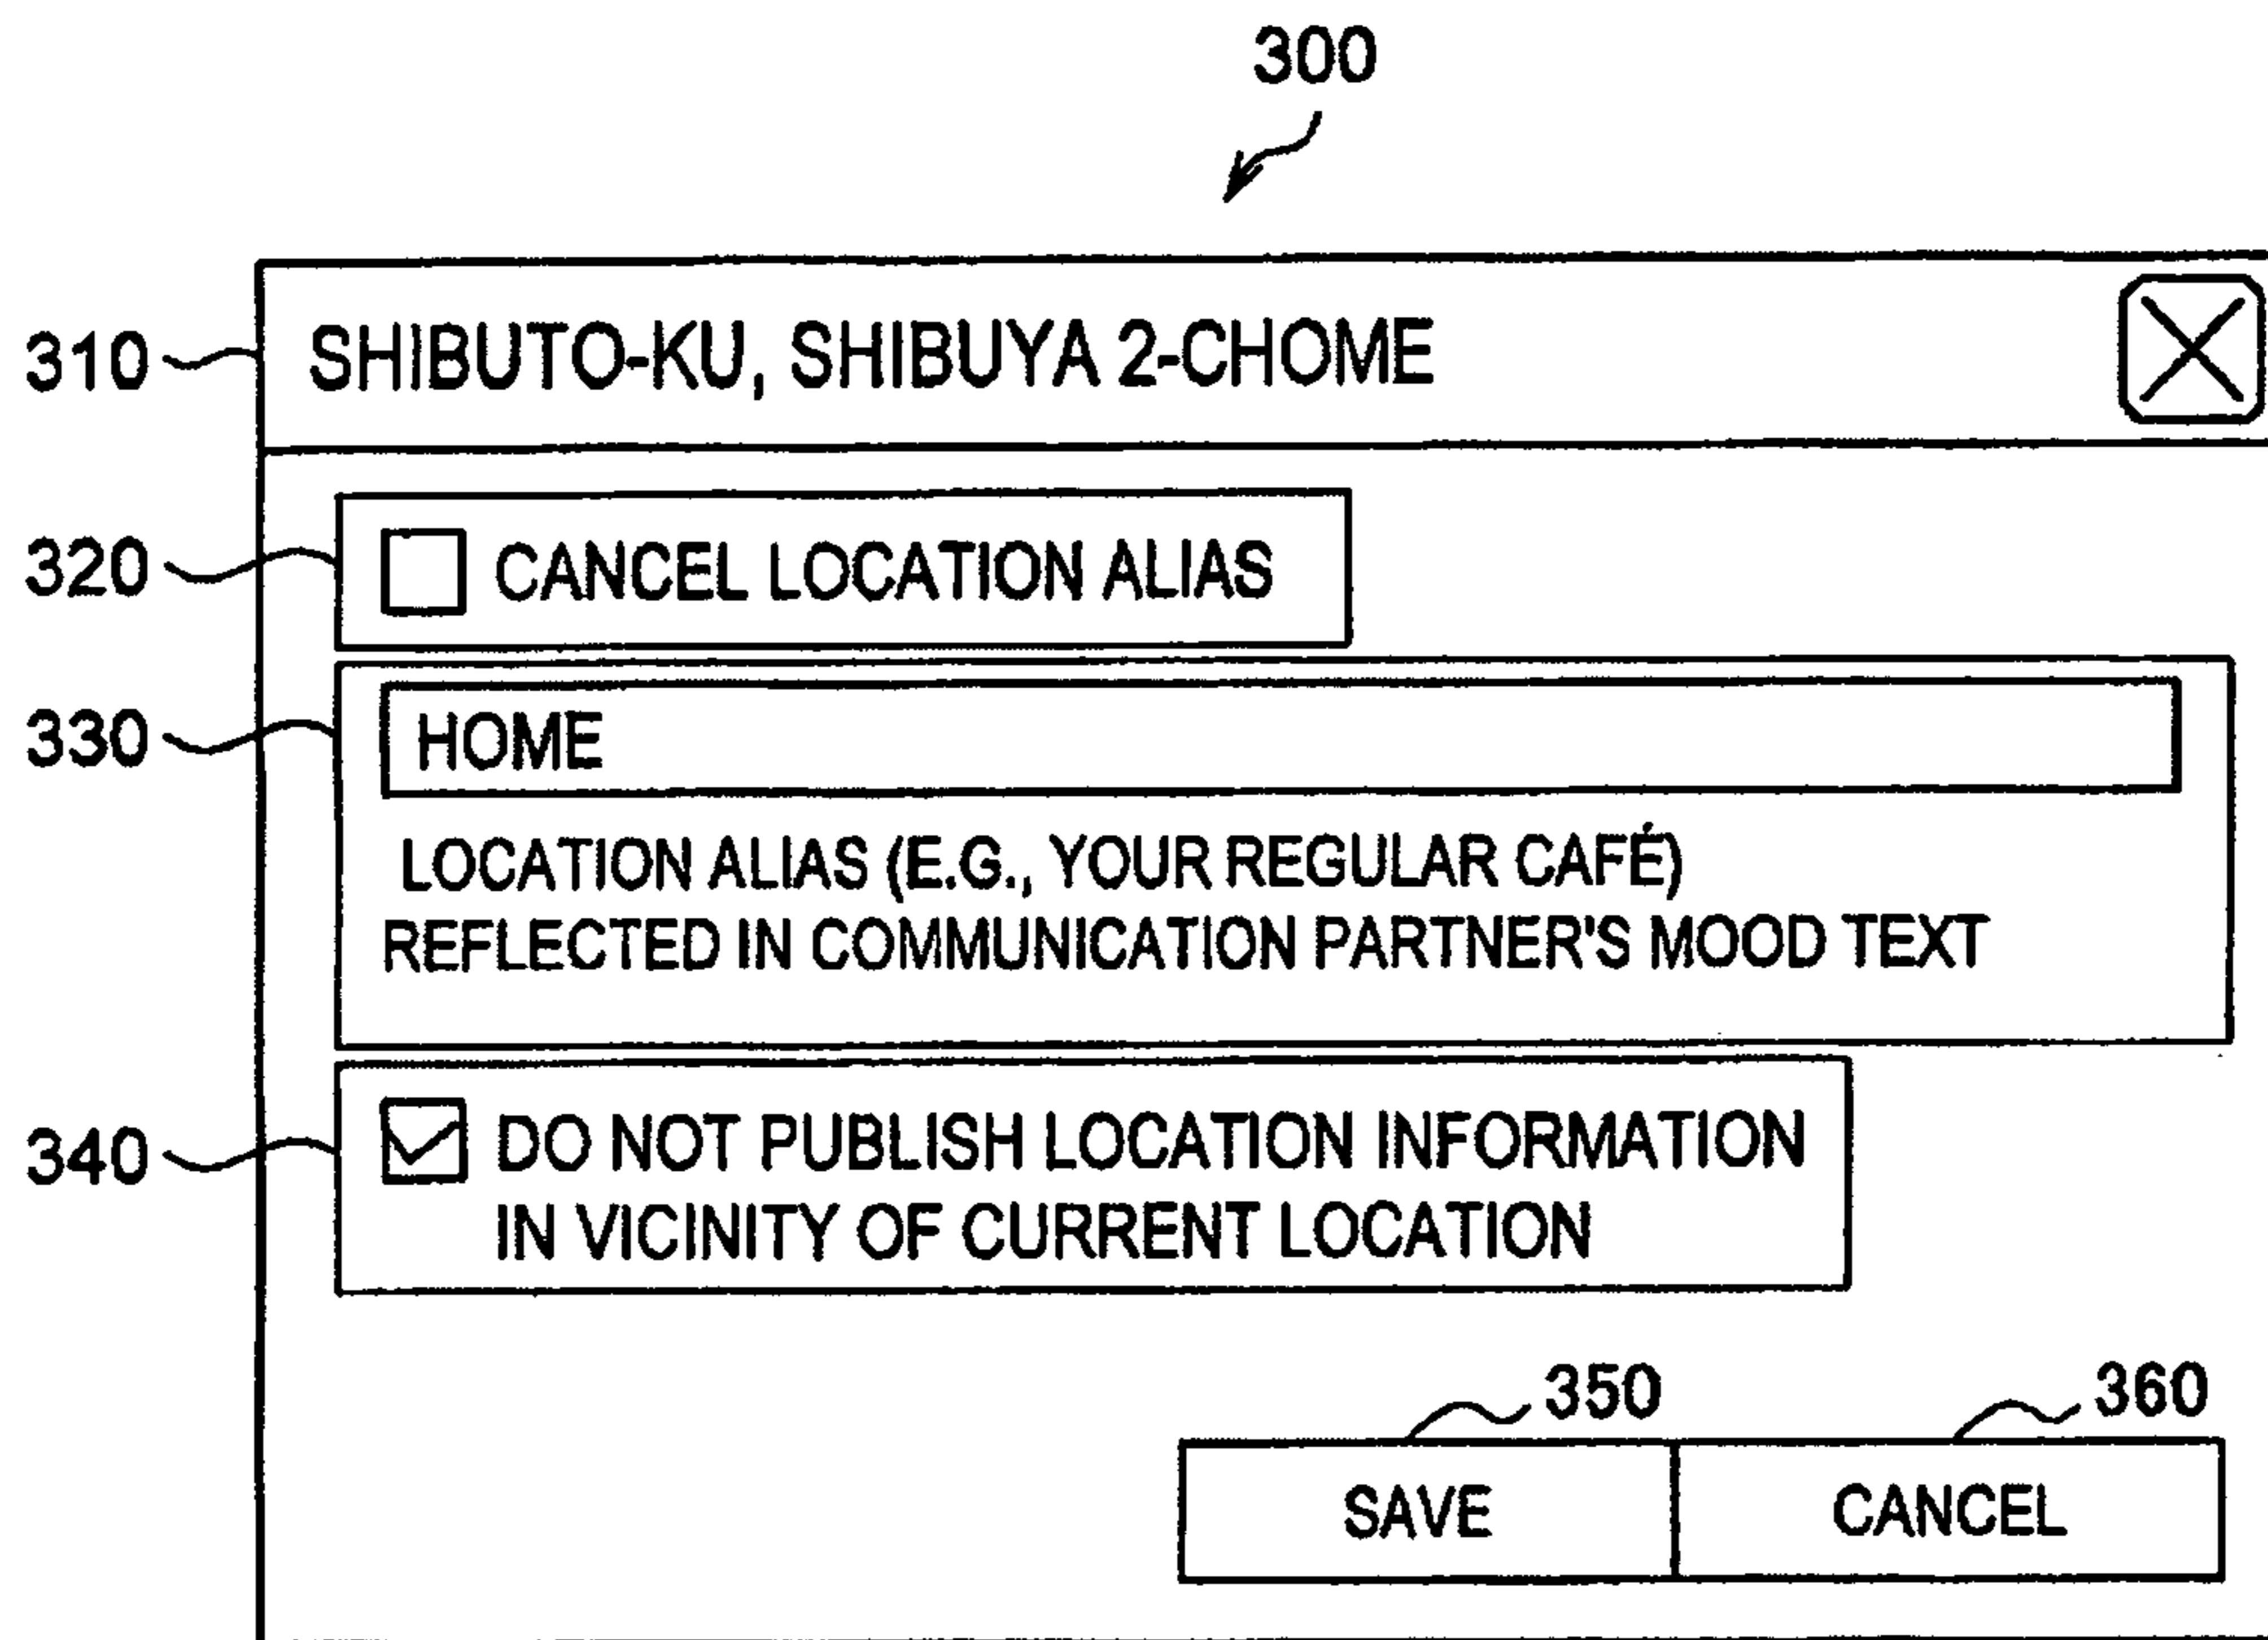 300
310 SHIBUTO-KU, SHIBUYA 2-CHOME
320 CANCEL LOCATION ALIAS
330 HOME
LOCATION ALIAS (E.G., YOUR REGULAR CAFÉ)
REFLECTED IN COMMUNICATION PARTNER'S MOOD TEXT
340 DO NOT PUBLISH LOCATION INFORMATION
IN VICINITY OF CURRENT LOCATION
350 360
SAVE CANCEL